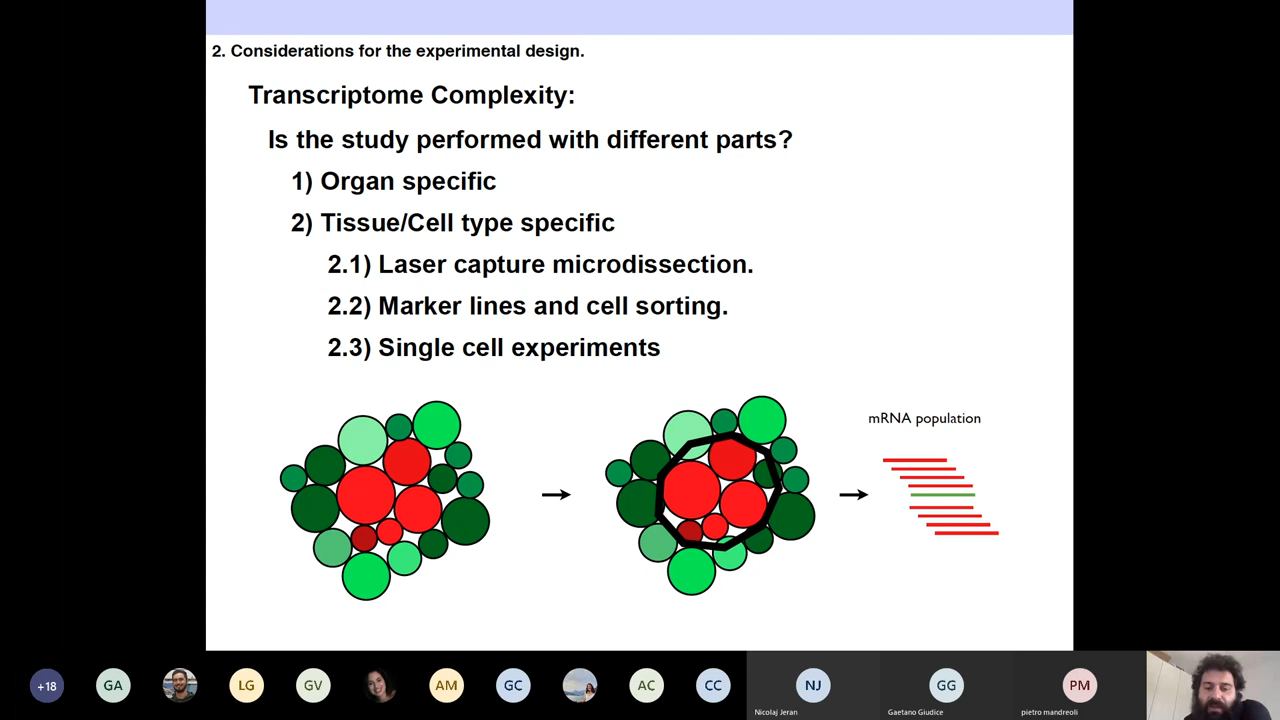 2. Considerations for the experimental design.
Transcriptome Complexity:
Is the study performed with different parts?
1) Organ specific
2) Tissue/Cell type specific
2.1) Laser capture microdissection.
2.2) Marker lines and cell sorting.
2.3) Single cell experiments
mRNA population
+18
GA
LG
GV
AM
GC
AC
CC
NJ
GG
PM
Nicolaj Jeran
Gaetano Giudice
pietro mandreoli